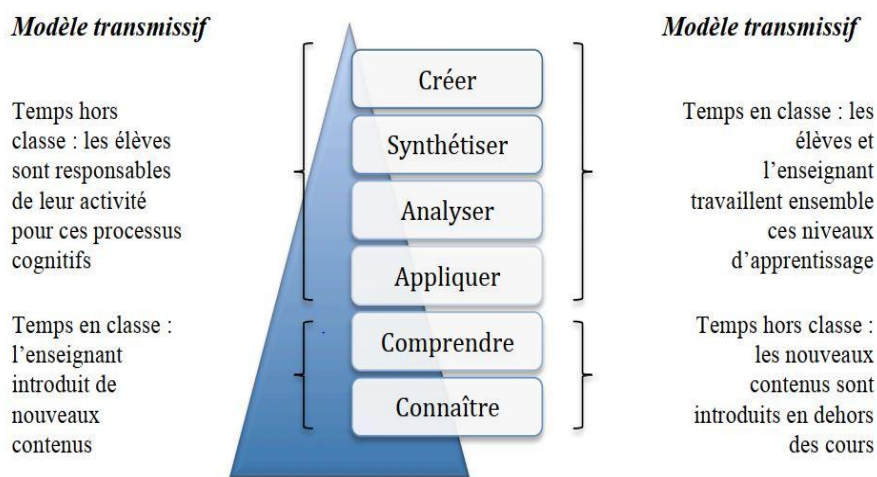 Modèle transmissif
Temps hors
classe : les élèves
sont responsables
de leur activité
pour ces processus
cognitifs
Temps en classe :
l'enseignant
introduit de
nouveaux
contenus
Créer
Synthétiser
Analyser
Appliquer
Comprendre
Connaître
Modèle transmissif
Temps en classe : les
élèves et
l'enseignant
travaillent ensemble
ces niveaux
d'apprentissage
Temps hors classe :
les nouveaux
contenus sont
introduits en dehors
des cours